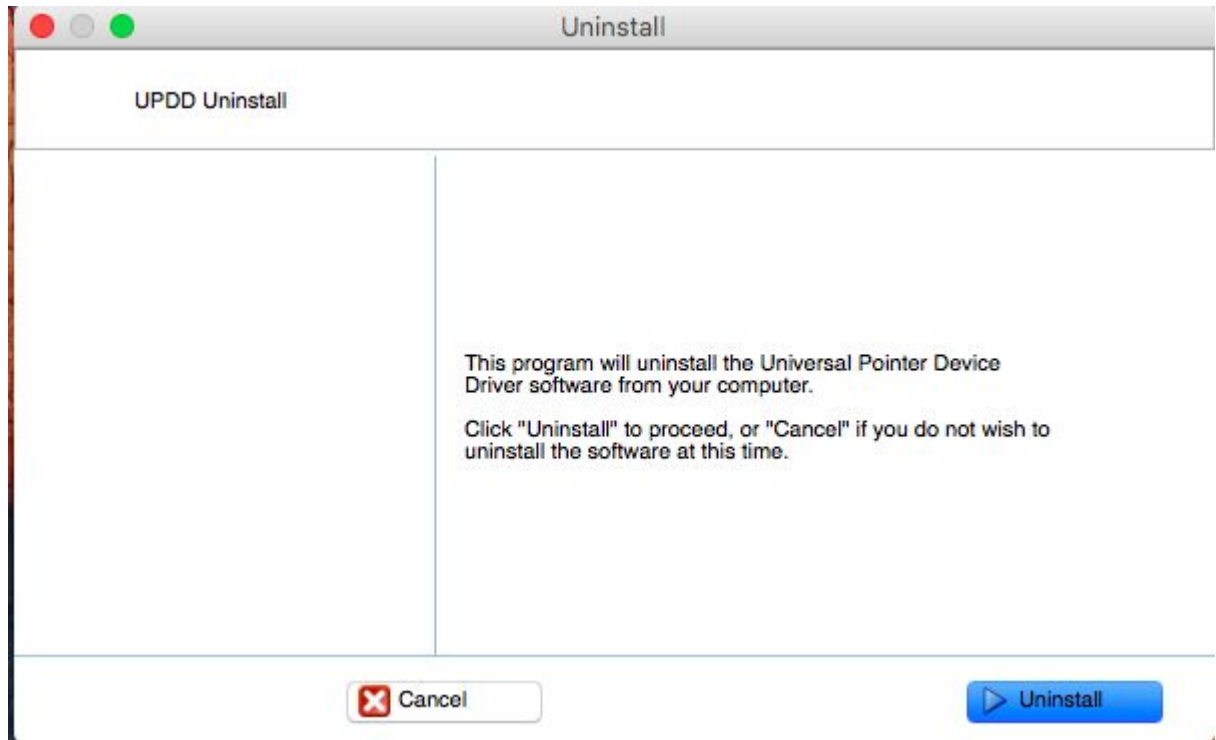 Uninstall
UPDD Uninstall
This program will uninstall the Universal Pointer Device
Driver software from your computer.
Click "Uninstall" to proceed, or "Cancel" if you do not wish to
uninstall the software at this time.
Cancel
Uninstall